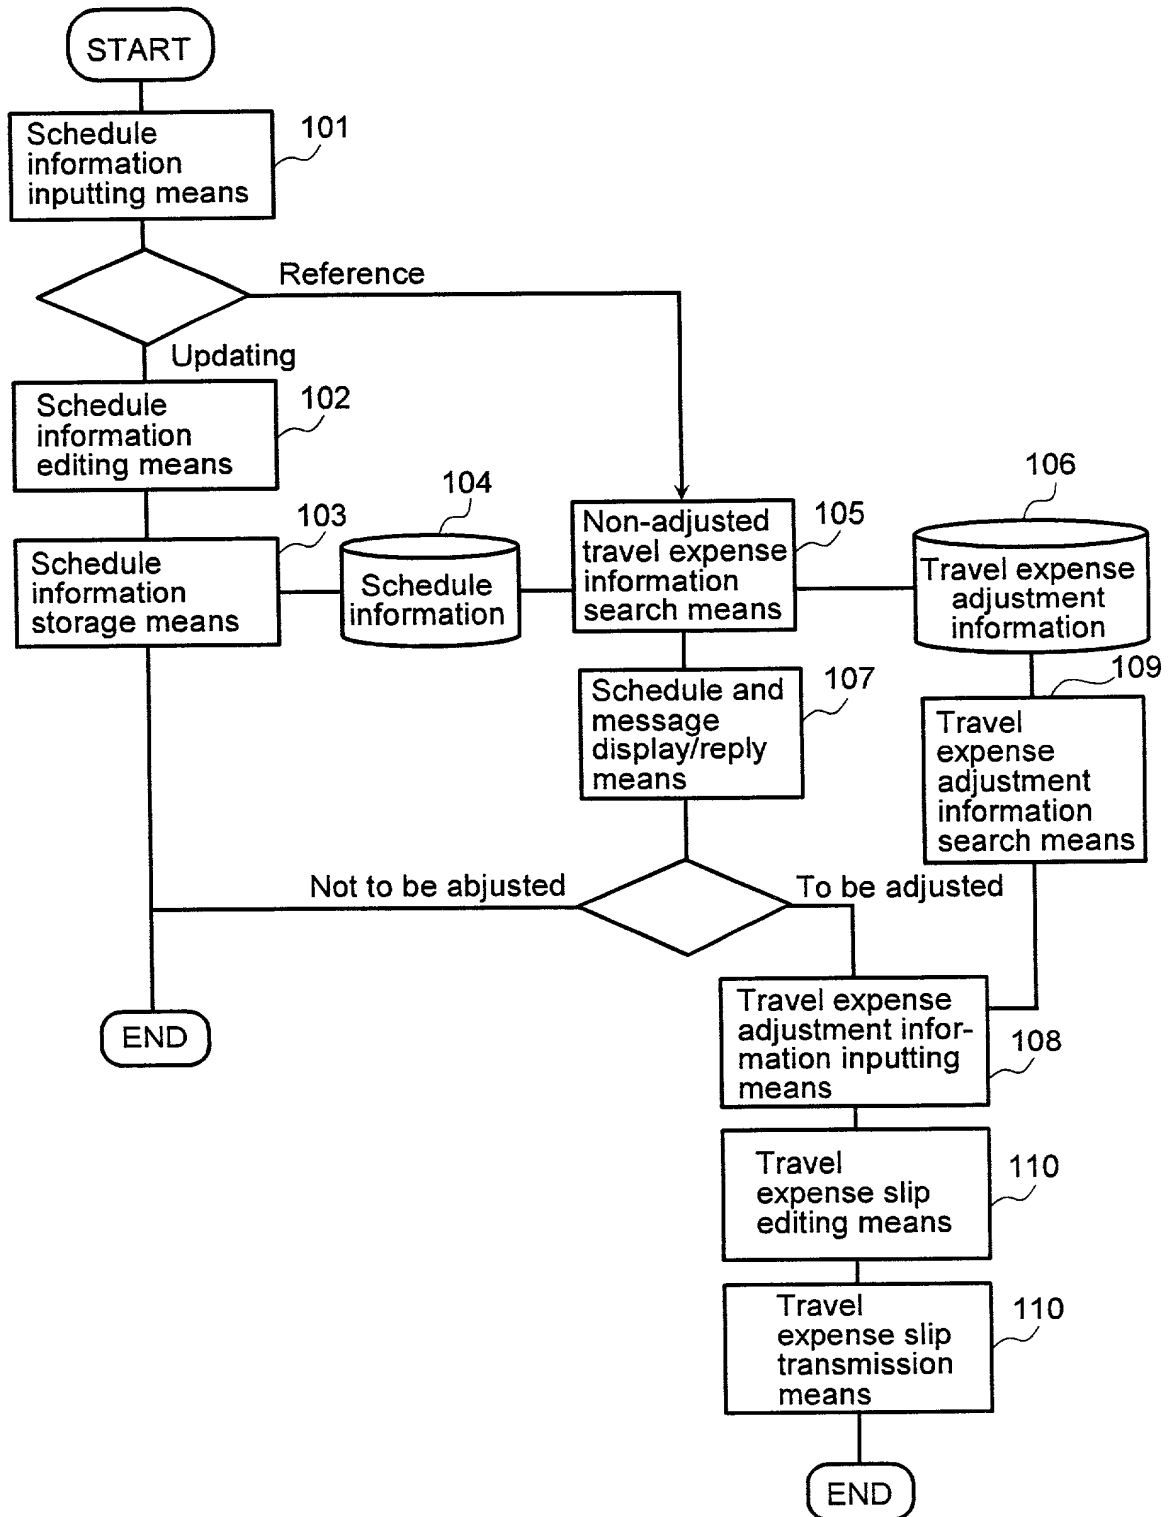 START
Schedule
information
inputting means
101
Reference
Updating
Schedule
information
editing means
102
Schedule
information
storage means
103
Schedule
information
104
Non-adjusted
travel expense
information
search means
105
Travel expense
adjustment
information
106
Schedule and
message
display/reply
means
107
Travel
expense
adjustment
information
search means
109
Not to be abjusted
To be adjusted
END
Travel expense
adjustment infor-
mation inputting
means
108
Travel
expense slip
editing means
110
Travel
expense slip
transmission
means
110
END